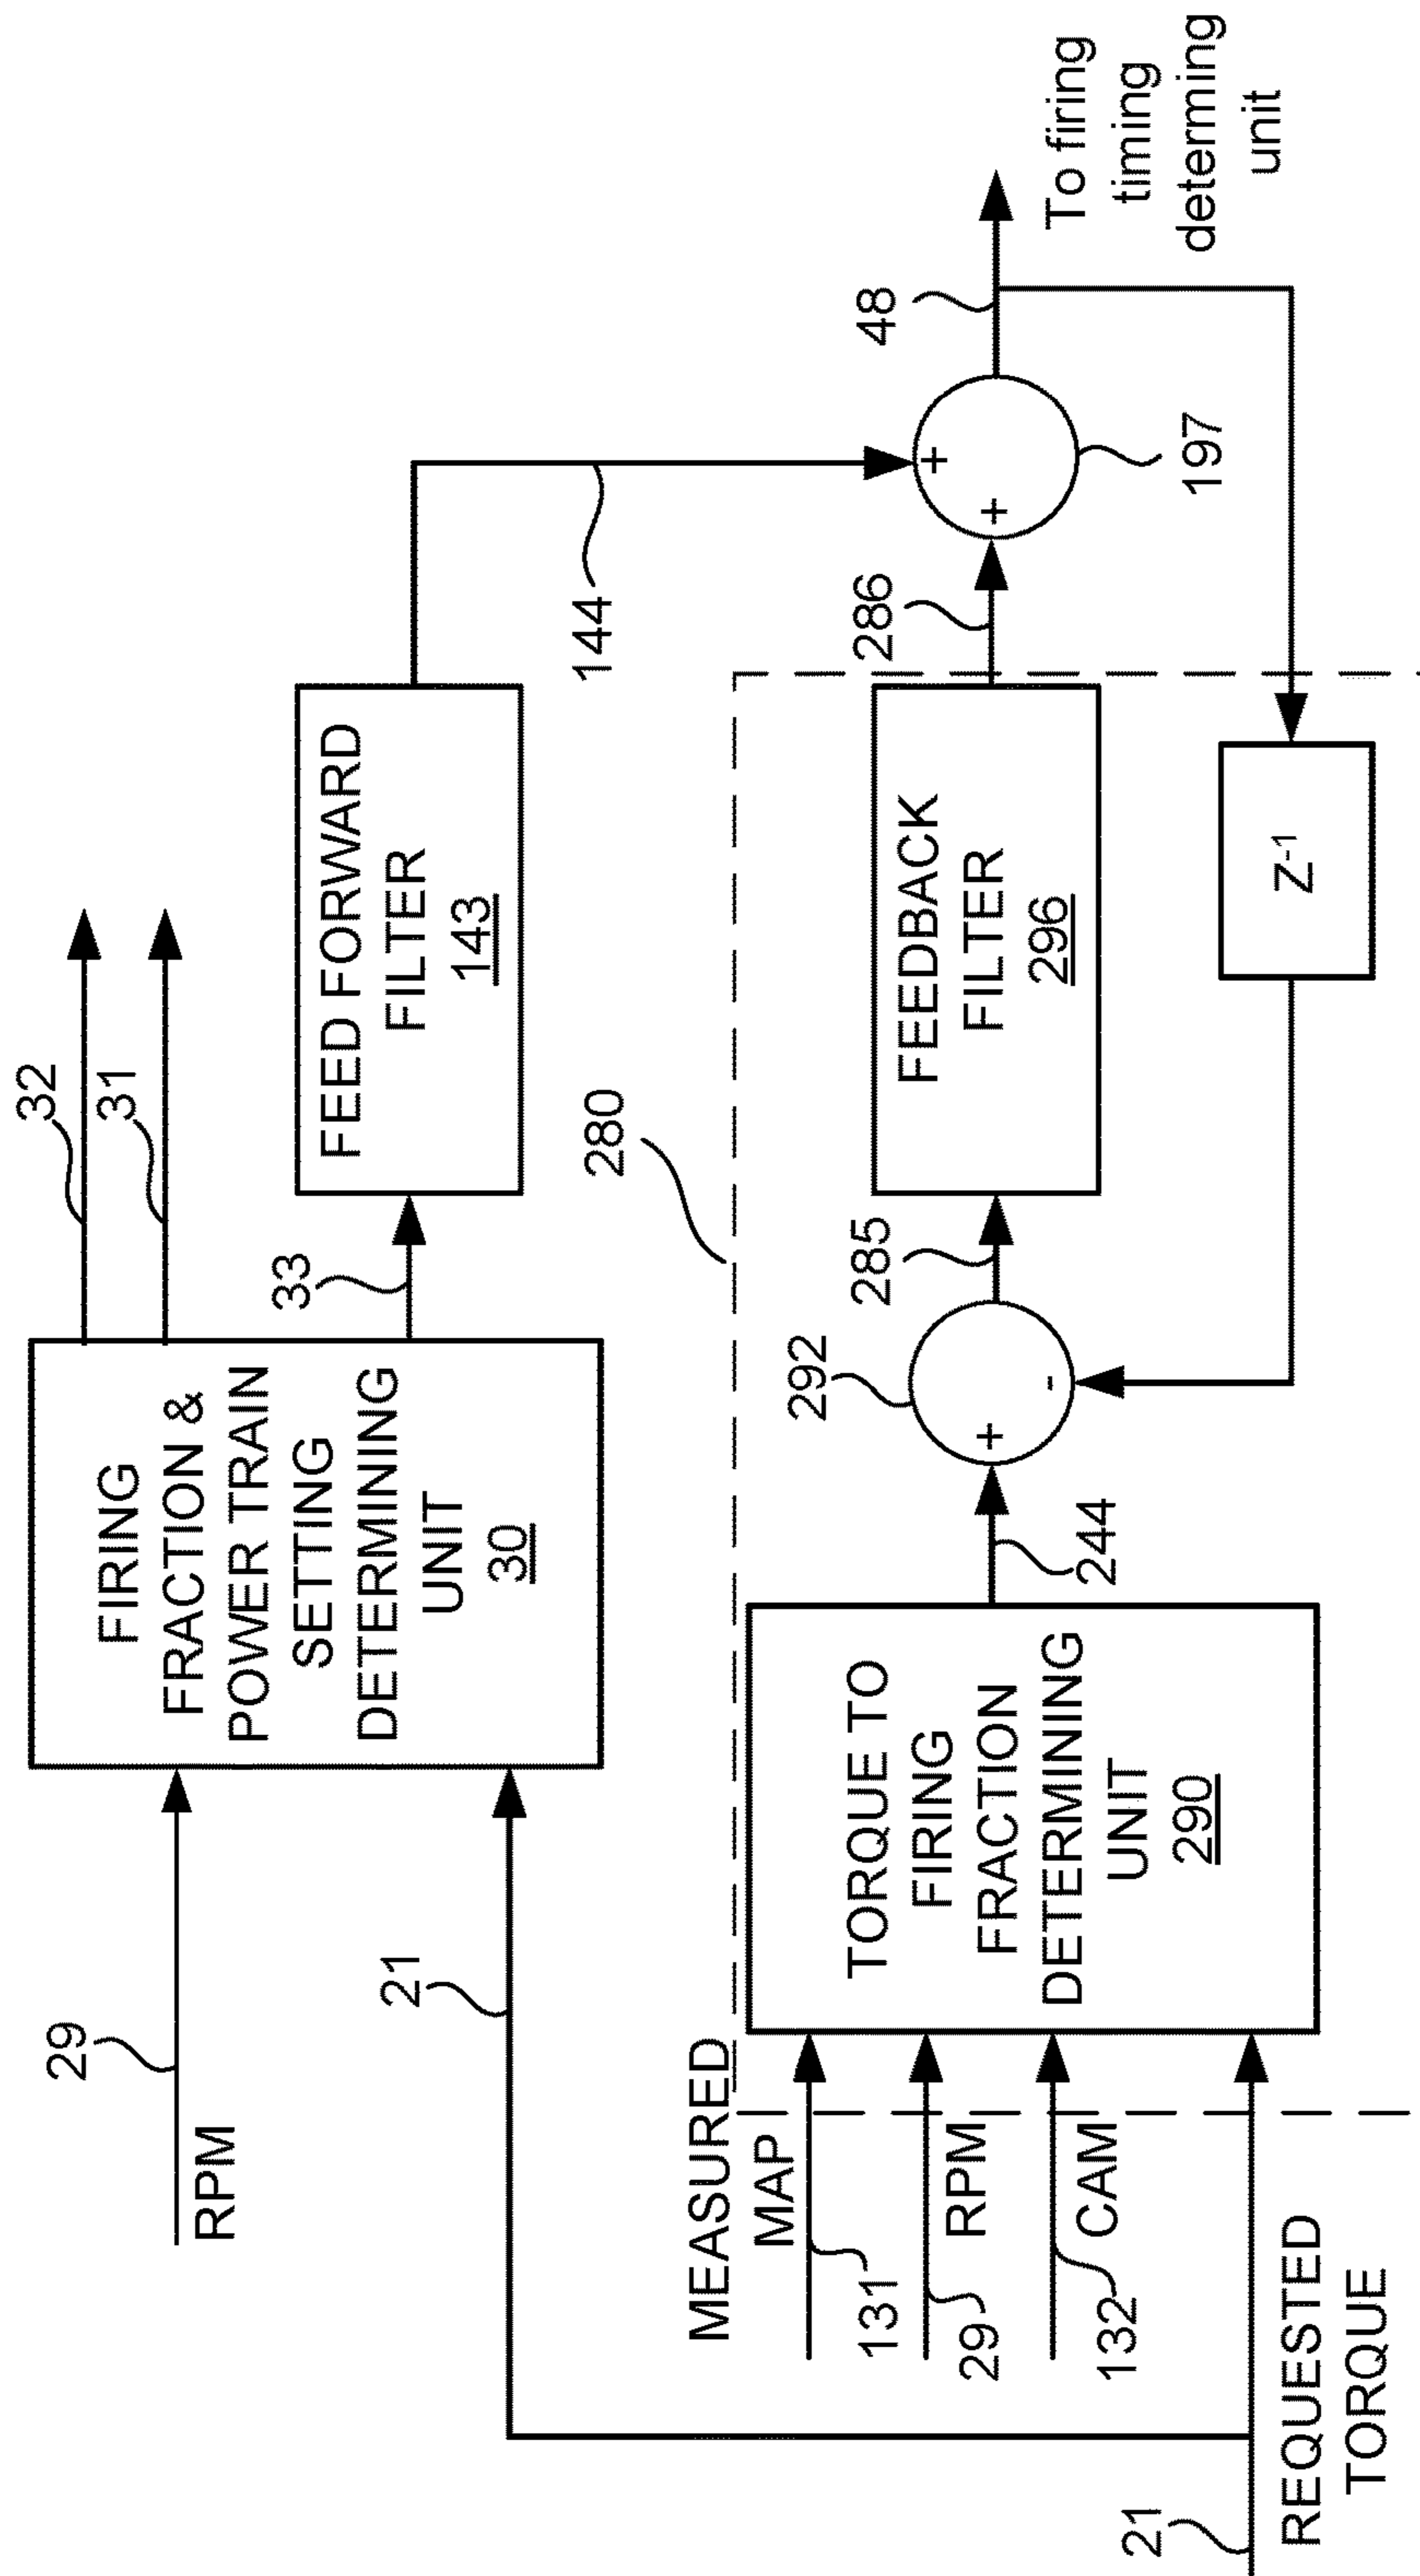 32
31
29
RPM
FIRING
FRACTION &
POWER TRAIN
SETTING
DETERMINING
UNIT
30
33
FEED FORWARD
FILTER
143
144
21
280
MEASURED
MAP
131
RPM
29
CAM
132
TORQUE TO
FIRING
FRACTION
DETERMINING
UNIT
290
244
292
+
-
285
FEEDBACK
FILTER
296
286
+
+
197
48
To firing
timing
determining
unit
Z-1
21
REQUESTED
TORQUE